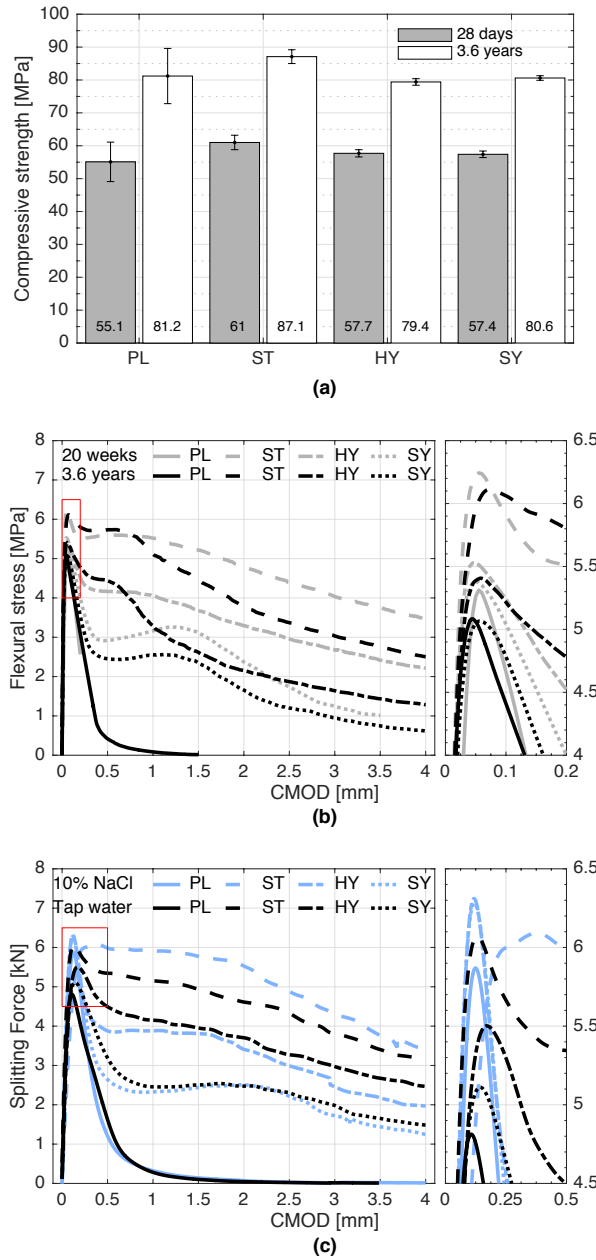 100
90
80
70
60
50
40
30
20
10
0
Compressive strength [MPa]
28 days
3.6 years
55.1 81.2 61 87.1 57.7 79.4 57.4 80.6
PL ST HY SY
(a)
8
7
6
5
4
3
2
1
0
Flexural stress [MPa]
20 weeks PL ST HY SY
3.6 years PL ST HY SY
0 0.5 1 1.5 2 2.5 3 3.5 4
CMOD [mm]
6.5
6
5.5
5
4.5
4
0 0.1 0.2
(b)
8
7
6
5
4
3
2
1
0
Splitting Force [kN]
10% NaCl PL ST HY SY
Tap water PL ST HY SY
0 0.5 1 1.5 2 2.5 3 3.5 4
CMOD [mm]
6.5
6
5.5
5
4.5
0 0.25 0.5
(c)